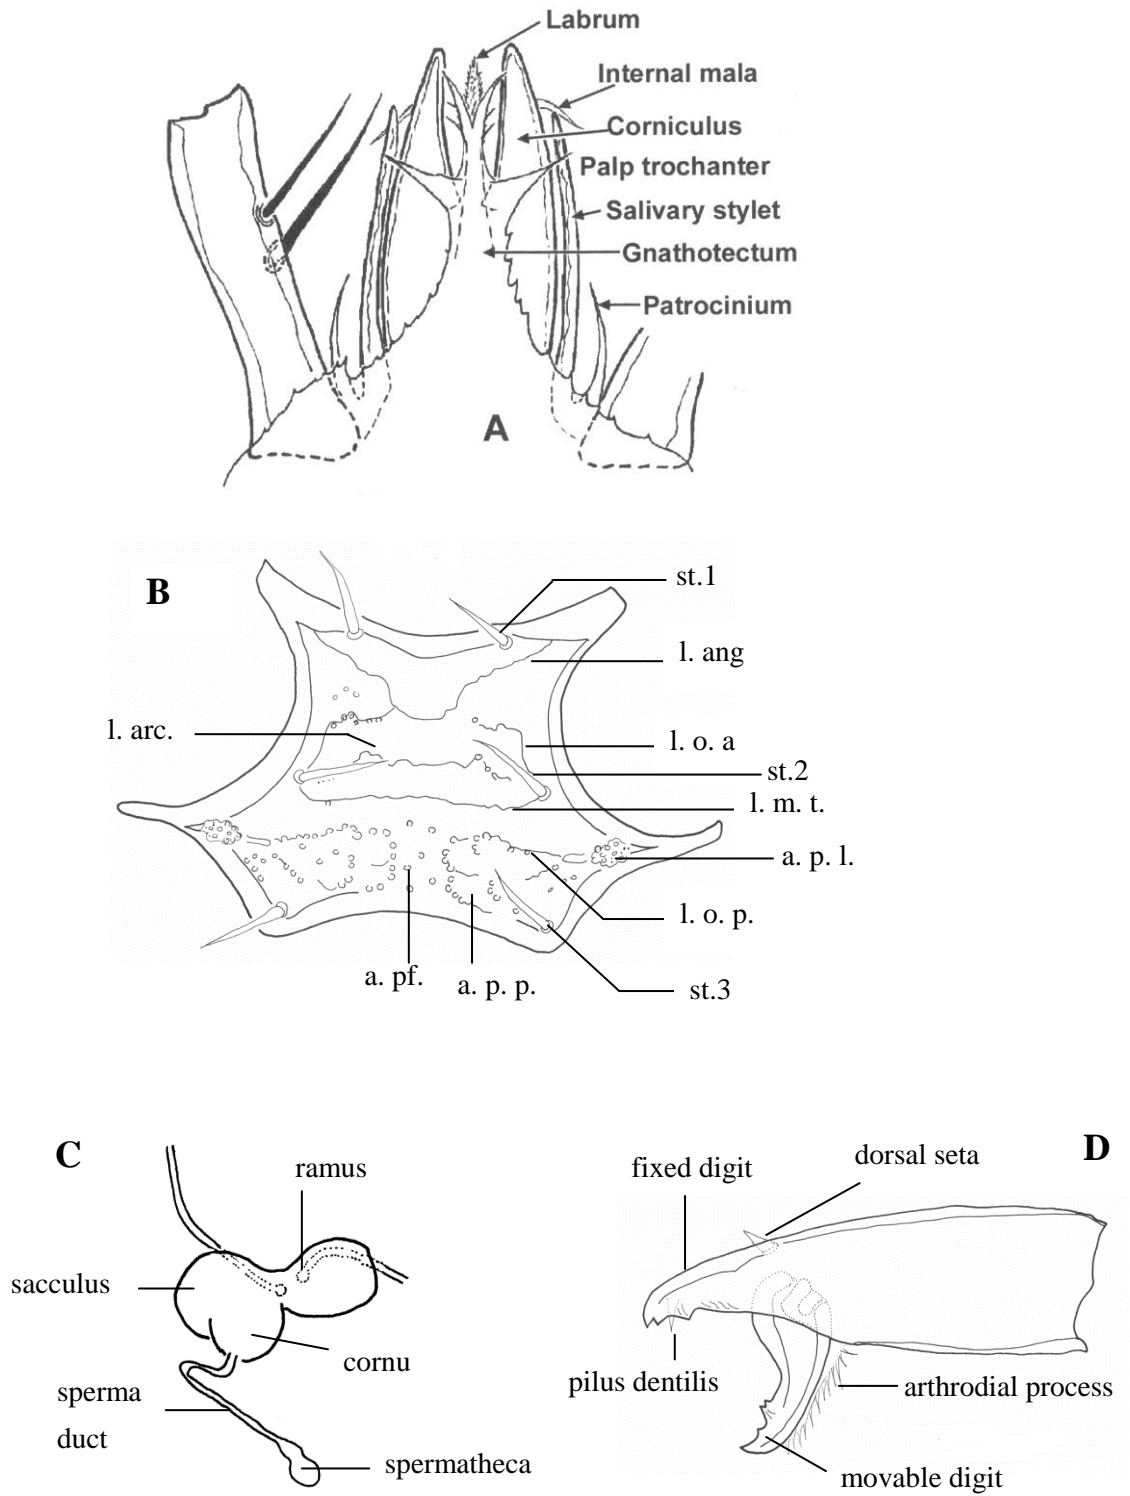 Labrum
Internal mala
Corniculus
Palp trochanter
Salivary stylet
Gnathotectum
Patrocinium
A
B
st.1
l. ang
l. arc.
l. o. a
st.2
l. m. t.
a. p. l.
l. o. p.
a. pf.
a. p. p.
st.3
C
ramus
sacculus
cornu
sperma
duct
spermatheca
D
dorsal seta
fixed digit
pilus dentilis
arthrodial process
movable digit